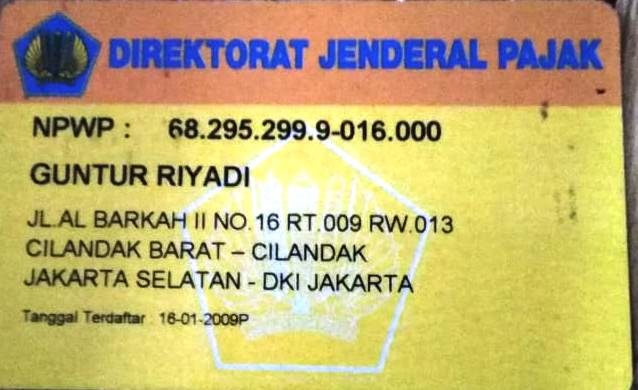 DIREKTORAT JENDERAL PAJAK
NPWP : 68.295.299.9-016.000
GUNTUR RIYADI
JL.AL BARKAH II NO.16 RT.009 RW.013
CILANDAK BARAT – CILANDAK
JAKARTA SELATAN - DKI JAKARTA
Tanggal Terdaftar 16-01-2009P